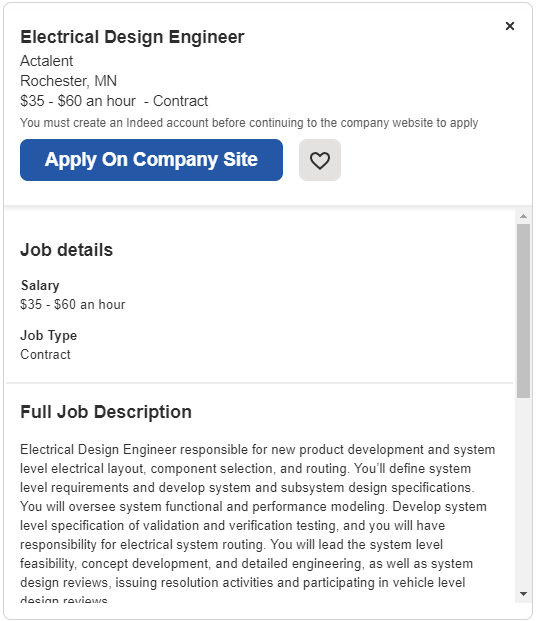 Electrical Design Engineer
Actalent
Rochester, MN
$35 - $60 an hour - Contract
You must create an Indeed account before continuing to the company website to apply
Apply On Company Site
Job details
Salary
$35 - $60 an hour
Job Type
Contract
Full Job Description
Electrical Design Engineer responsible for new product development and system
level electrical layout, component selection, and routing. You’ll define system
level requirements and develop system and subsystem design specifications.
You will oversee system functional and performance modeling. Develop system
level specification of validation and verification testing, and you will have
responsibility for electrical system routing. You will lead the system level
feasibility, concept development, and detailed engineering, as well as system
design reviews, issuing resolution activities and participating in vehicle level
design reviews